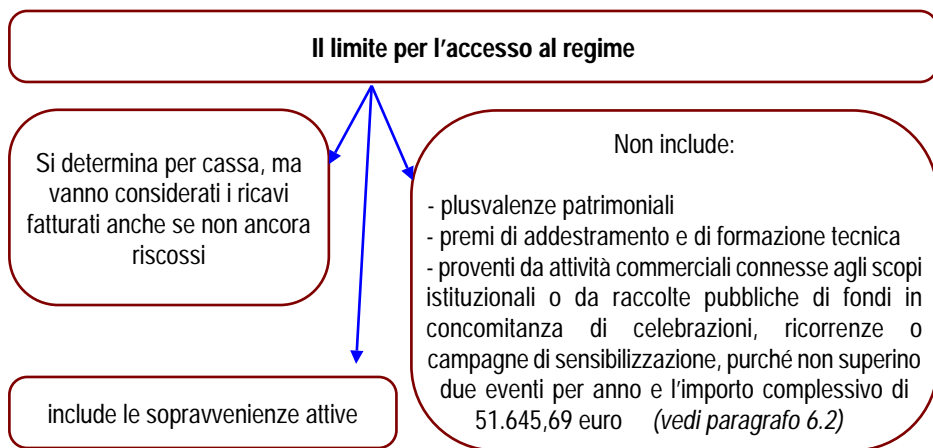 Il limite per l'accesso al regime
Si determina per cassa, ma
vanno considerati i ricavi
fatturati anche se non ancora
riscossi
Non include:
- plusvalenze patrimoniali
- premi di addestramento e di formazione tecnica
- proventi da attività commerciali connesse agli scopi
istituzionali o da raccolte pubbliche di fondi in
concomitanza di celebrazioni, ricorrenze o
campagne di sensibilizzazione, purché non superino
due eventi per anno e l'importo complessivo di
51.645,69 euro (vedi paragrafo 6.2)
include le sopravvenienze attive